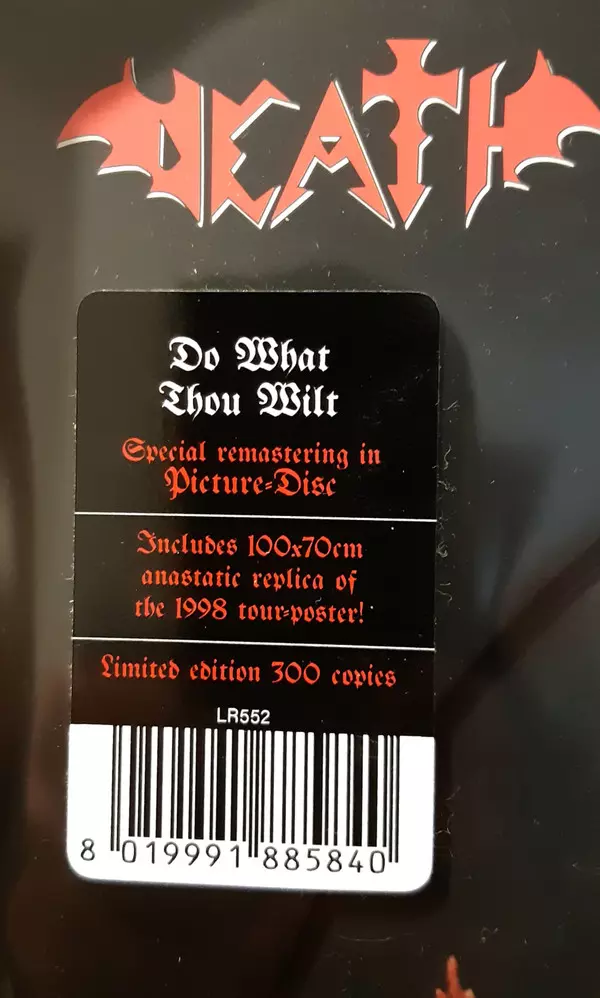 DEATH
Do What
Thou Wilt
Special remastering in
Picture-Disc
Includes 100x70cm
anastatic replica of
the 1998 tour-poster!
Limited edition 300 copies
LR552
8 019991 885840